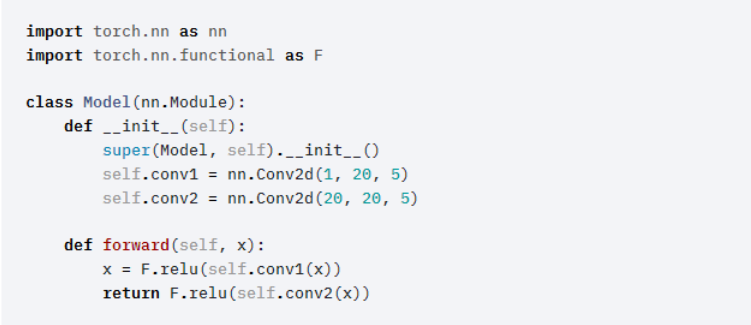 import torch.nn as nn
import torch.nn.functional as F

class Model(nn.Module):
    def __init__(self):
        super(Model, self).__init__()
        self.conv1 = nn.Conv2d(1, 20, 5)
        self.conv2 = nn.Conv2d(20, 20, 5)

    def forward(self, x):
        x = F.relu(self.conv1(x))
        return F.relu(self.conv2(x))